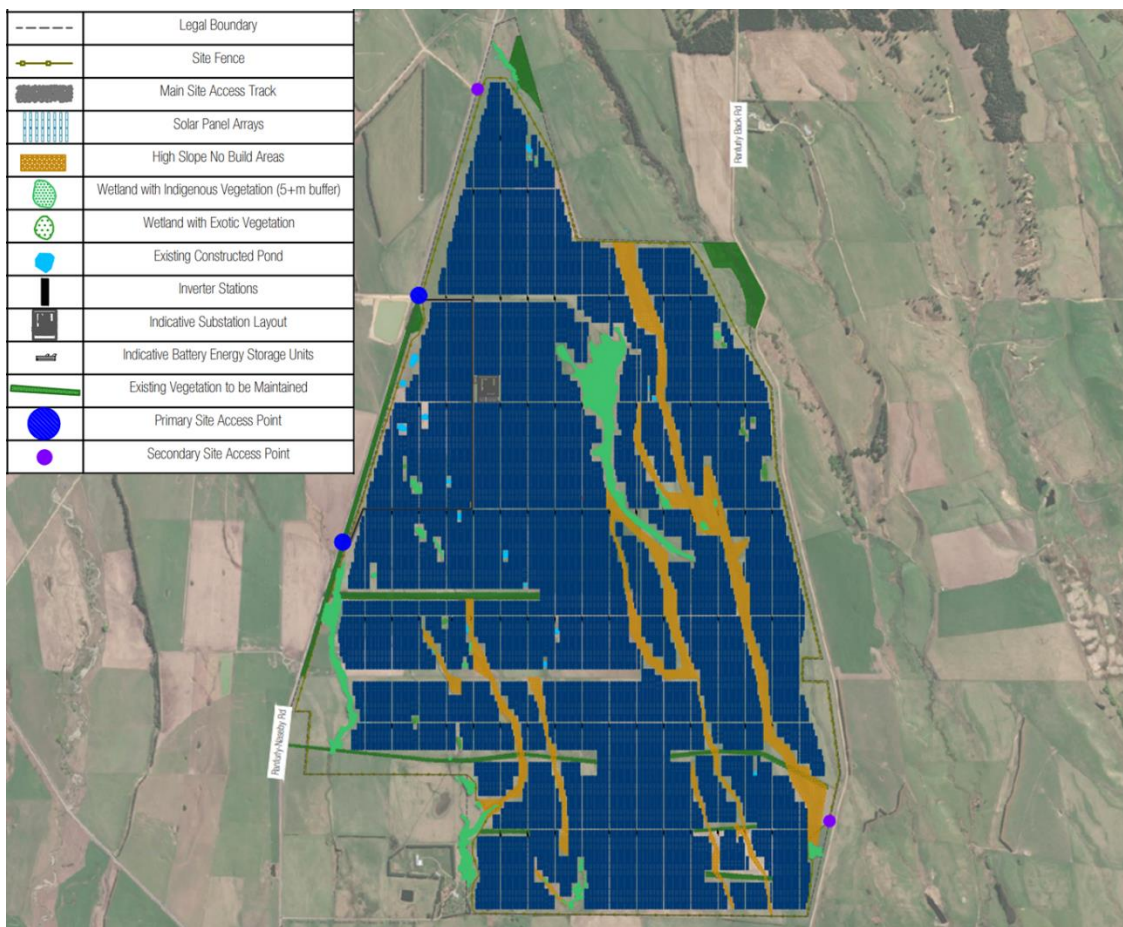 Legal Boundary
Site Fence
Main Site Access Track
Solar Panel Arrays
High Slope No Build Areas
Wetland with Indigenous Vegetation (5+m buffer)
Wetland with Exotic Vegetation
Existing Constructed Pond
Inverter Stations
Indicative Substation Layout
Indicative Battery Energy Storage Units
Existing Vegetation to be Maintained
Primary Site Access Point
Secondary Site Access Point
Ranfurly Back Rd
Ranfurly-Naseby Rd